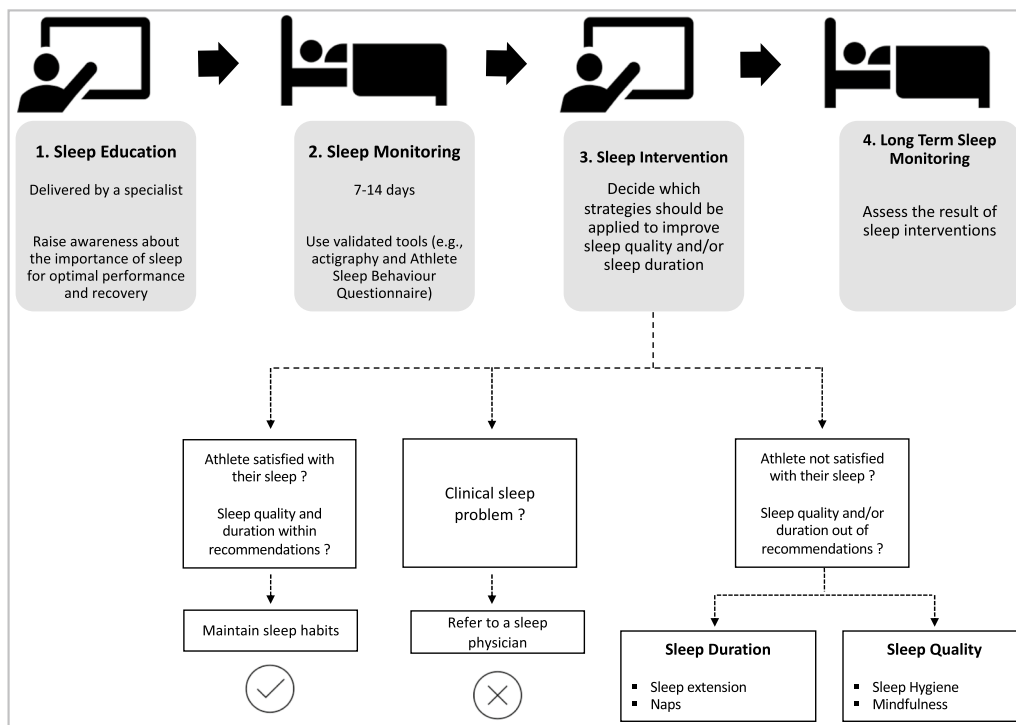 1. Sleep Education
Delivered by a specialist
Raise awareness about
the importance of sleep
for optimal performance
and recovery
2. Sleep Monitoring
7-14 days
Use validated tools (e.g.,
actigraphy and Athlete
Sleep Behaviour
Questionnaire)
3. Sleep Intervention
Decide which
strategies should be
applied to improve
sleep quality and/or
sleep duration
4. Long Term Sleep
Monitoring
Assess the result of
sleep interventions
Athlete satisfied with
their sleep ?
Sleep quality and
duration within
recommendations ?
Clinical sleep
problem ?
Athlete not satisfied
with their sleep ?
Sleep quality and/or
duration out of
recommendations ?
Maintain sleep habits
Refer to a sleep
physician
Sleep Duration
▪ Sleep extension
▪ Naps
Sleep Quality
▪ Sleep Hygiene
▪ Mindfulness